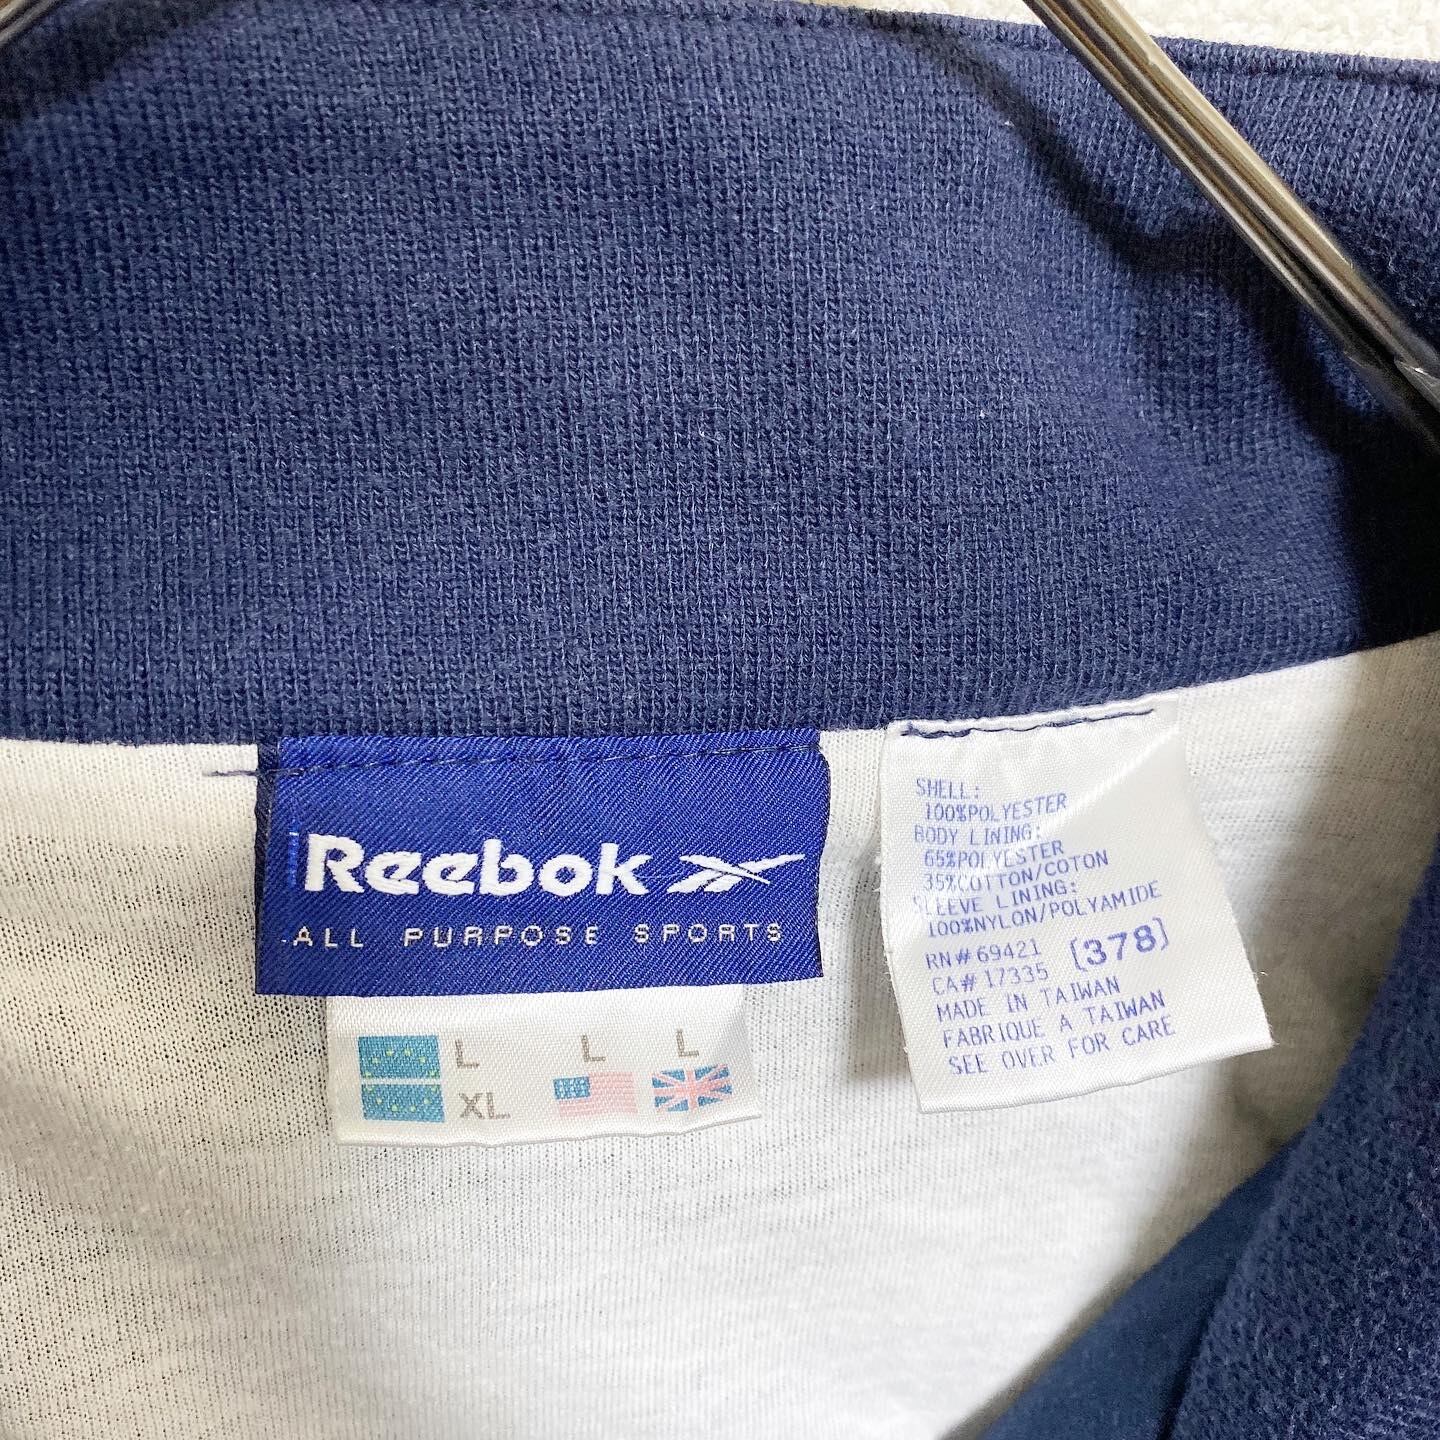 Reebok
ALL PURPOSE SPORTS
L
XL
L
L
SHELL:
100%POLYESTER
BODY LINING:
65%POLYESTER
35%COTTON/COTON
SLEEVE LINING:
100%NYLON/POLYAMIDE
RN#69421 (378)
CA#17335
MADE IN TAIWAN
FABRIQUE A TAIWAN
SEE OVER FOR CARE